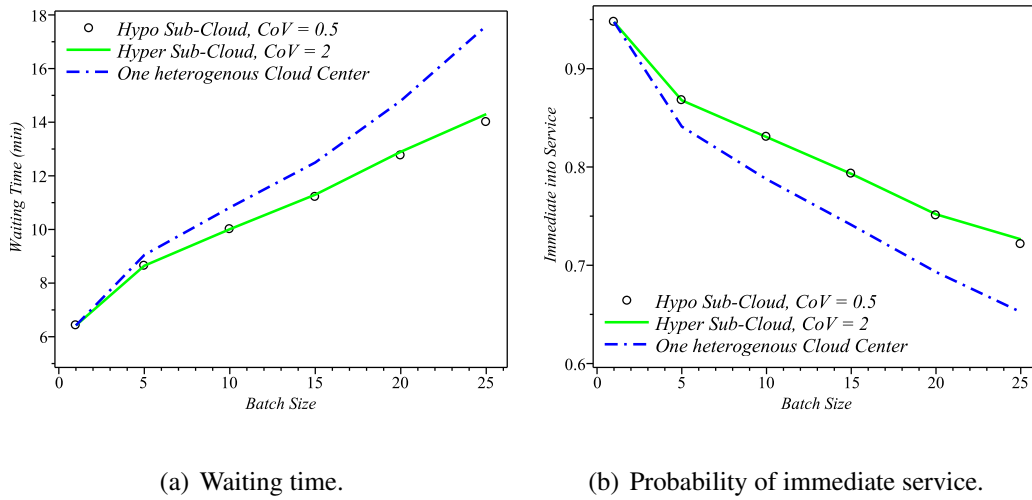 18
16
14
12
10
8
6
Waiting Time (min)
Hypo Sub-Cloud, CoV = 0.5
Hyper Sub-Cloud, CoV = 2
One heterogenous Cloud Center
0 5 10 15 20 25
Batch Size
(a) Waiting time.
0.9
0.8
0.7
0.6
Immediate into Service
Hypo Sub-Cloud, CoV = 0.5
Hyper Sub-Cloud, CoV = 2
One heterogenous Cloud Center
0 5 10 15 20 25
Batch Size
(b) Probability of immediate service.